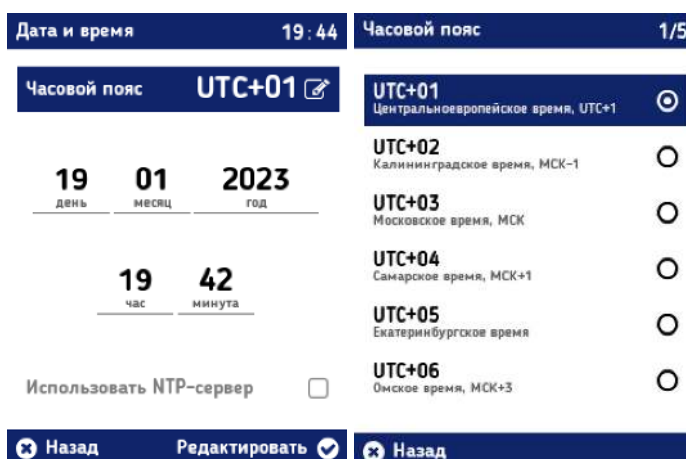 Дата и время 19:44
Часовой пояс UTC+01
19 01 2023
день месяц год
19 42
час минута
Использовать NTP-сервер
Назад Редактировать
Часовой пояс 1/5
UTC+01
Центральноевропейское время, UTC+1
UTC+02
Калининградское время, МСК-1
UTC+03
Московское время, МСК
UTC+04
Самарское время, МСК+1
UTC+05
Екатеринбургское время
UTC+06
Омское время, МСК+3
Назад